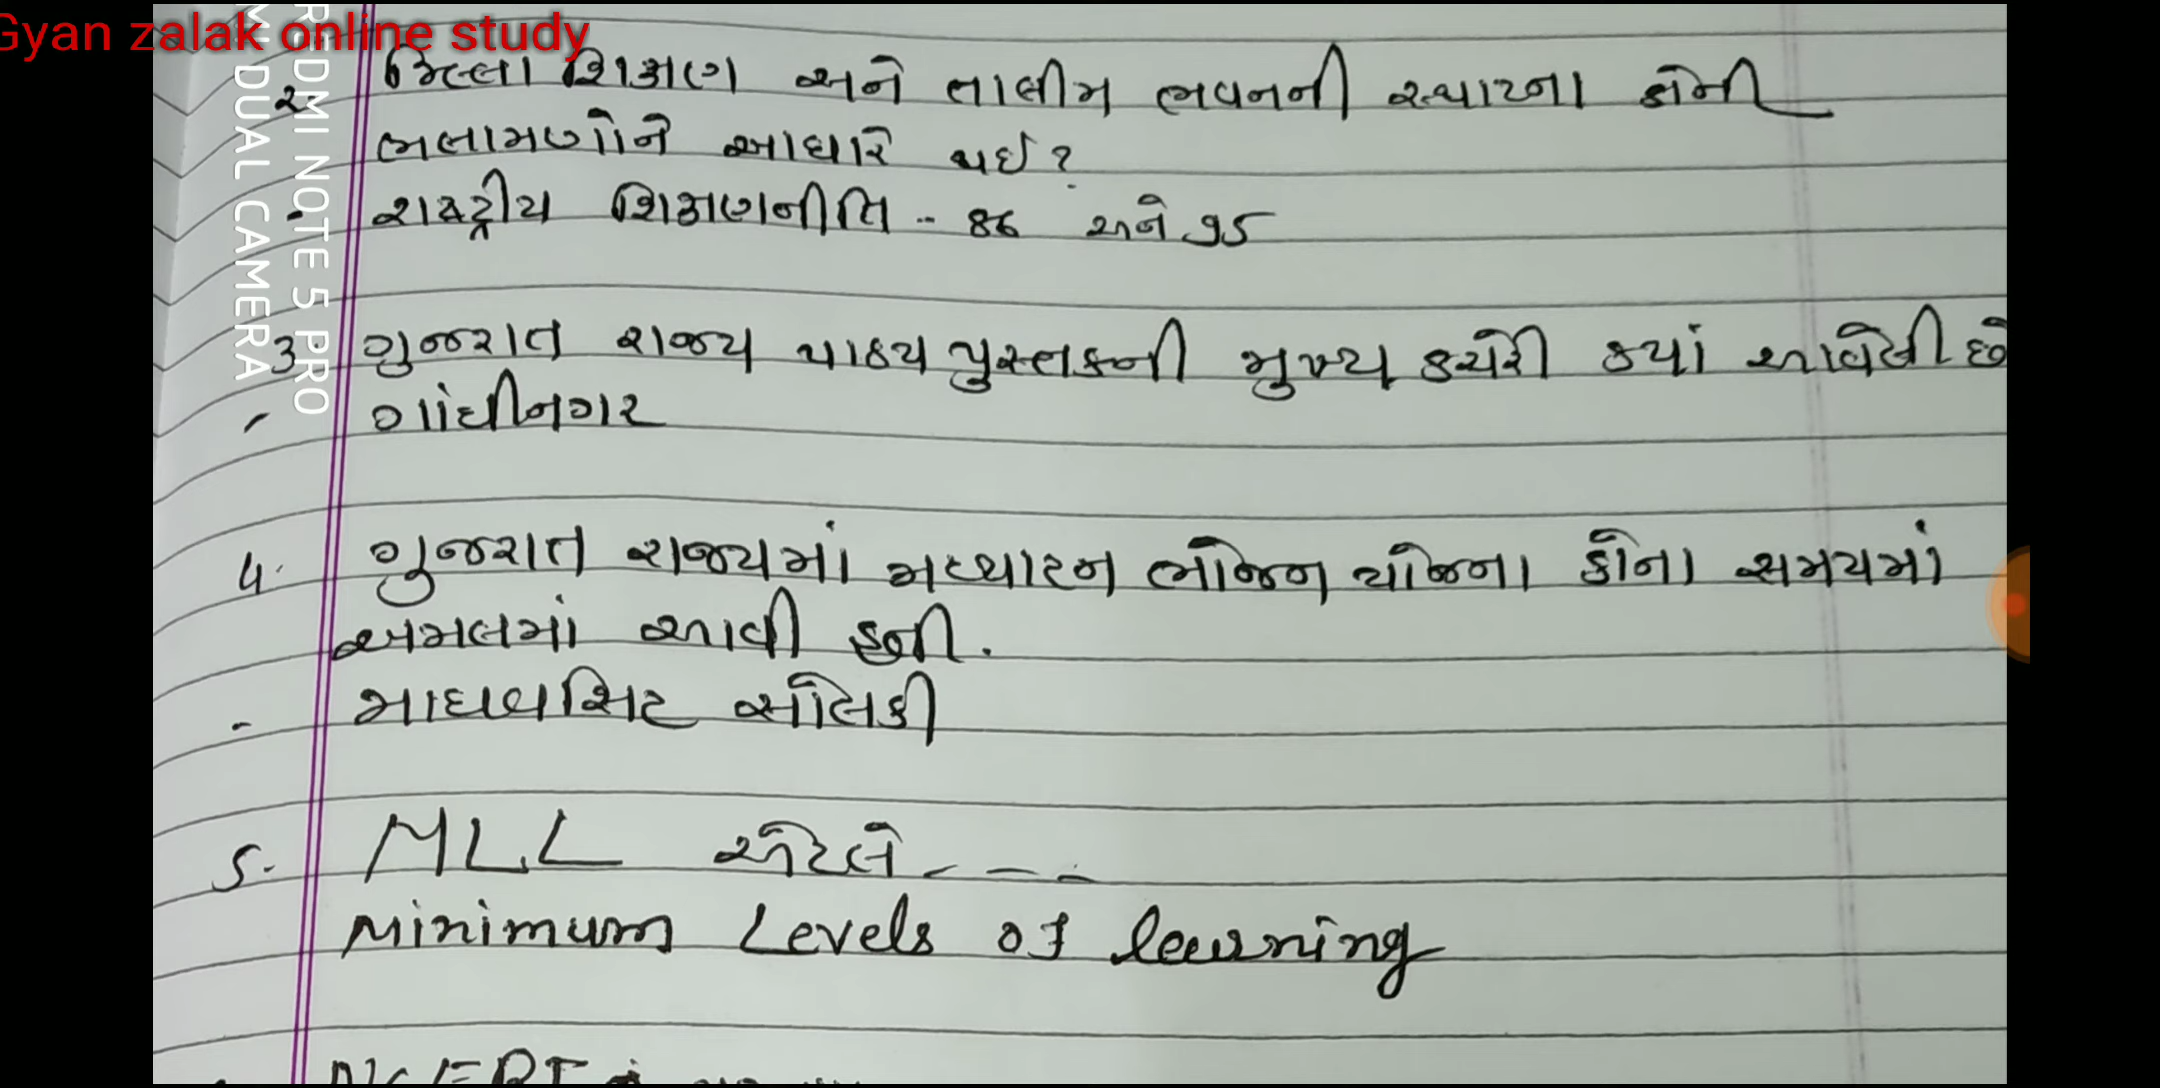 Gyan zalak online study
REDMI NOTE 5 PRO
MI DUAL CAMERA
2. જિલ્લા શિક્ષણ અને તાલીમ ભવનની સ્થાપના કોની
ભલામણોને આધારે થઈ?
- રાષ્ટ્રીય શિક્ષણનીતિ - 86 અને
3. ગુજરાત રાજ્ય પાઠ્ય પુસ્તકની મુખ્ય કચેરી કયાં આવેલી છે
- ગાંધીનગર
4. ગુજરાત રાજ્યમાં મધ્યાહન ભોજન યોજના કોના સમયમાં
અમલમાં આવી હતી.
- માધવસિંહ સોલંકી
5. MLL એટલે - - -
Minimum Levels of learning